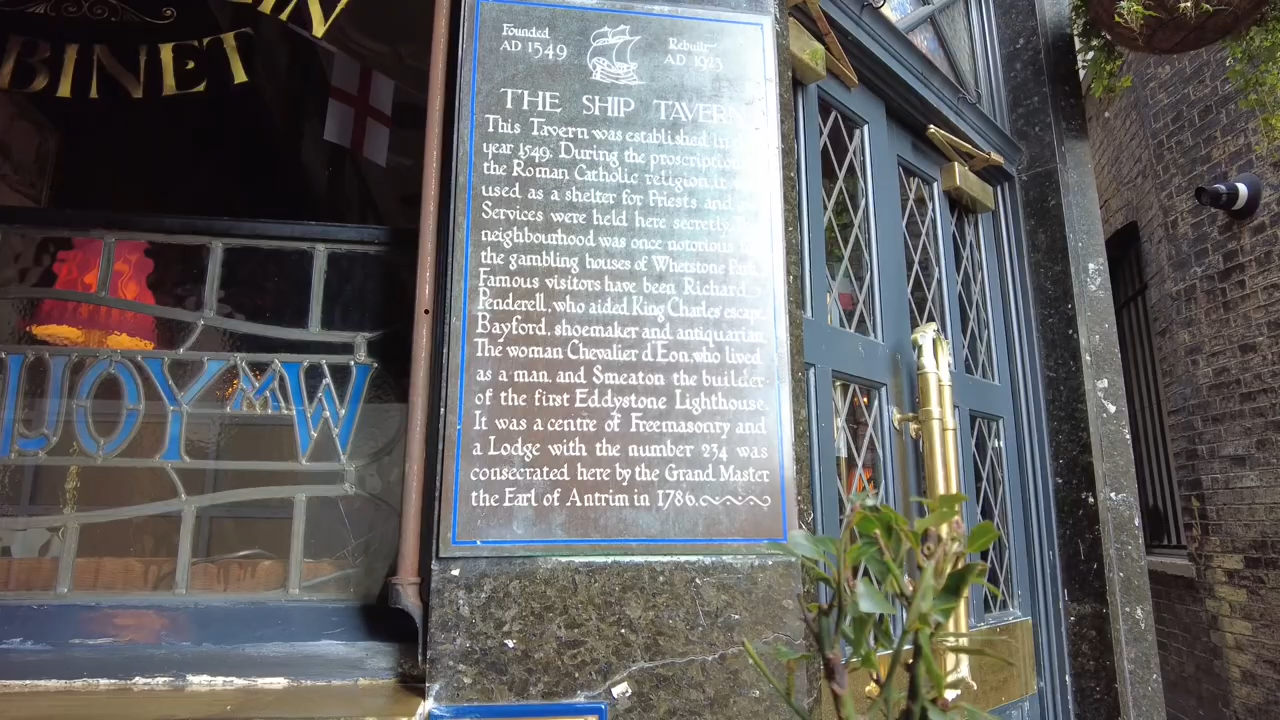 BINET
UOY
W
Founded
AD 1549
Rebuilt
AD 1923
THE SHIP TAVERN
This Tavern was established in
year 1549. During the proscription
the Roman Catholic religion, it
used as a shelter for Priests and
Services were held here secretly.
neighbourhood was once notorious
the gambling houses of Whetstone Park.
Famous visitors have been Richard
Penderell, who aided King Charles' escape,
Bayford, shoemaker and antiquarian,
The woman Chevalier d'Eon, who lived
as a man, and Smeaton the builder
of the first Eddystone Lighthouse.
It was a centre of Freemasonry and
a Lodge with the number 234 was
consecrated here by the Grand Master
the Earl of Antrim in 1786.